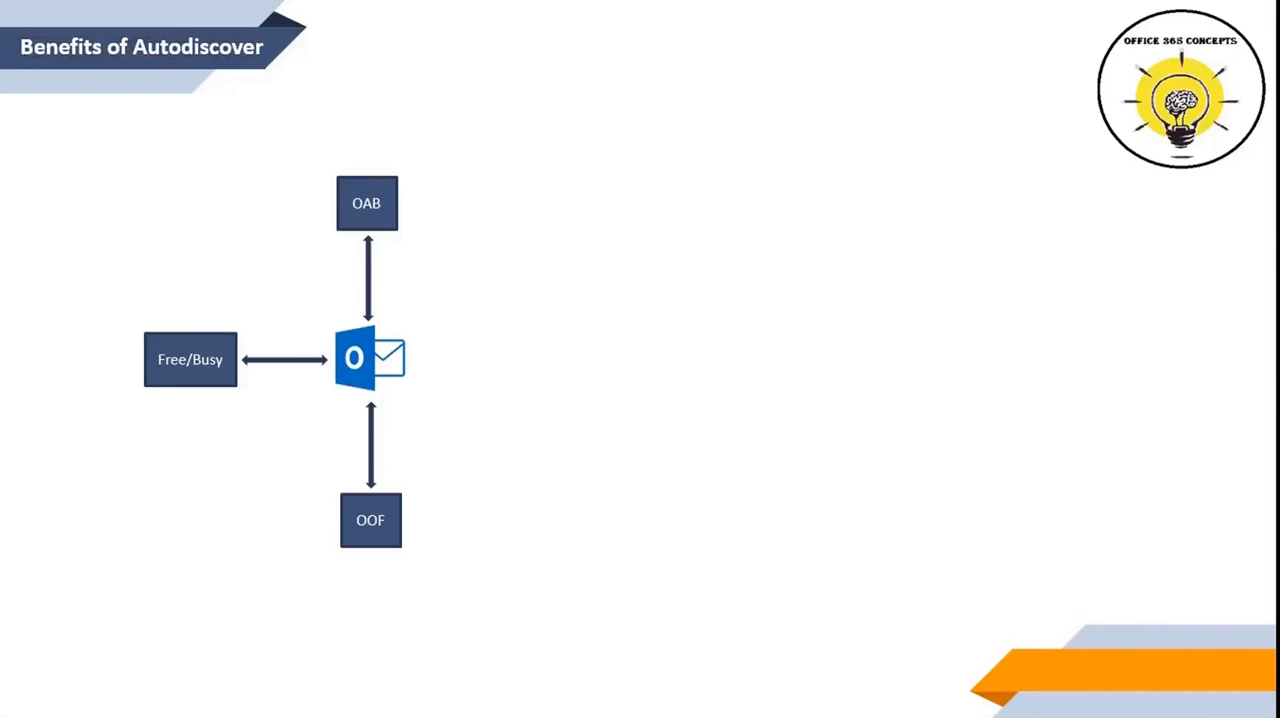 Benefits of Autodiscover
OFFICE 365 CONCEPTS
OAB
Free/Busy
O
OOF